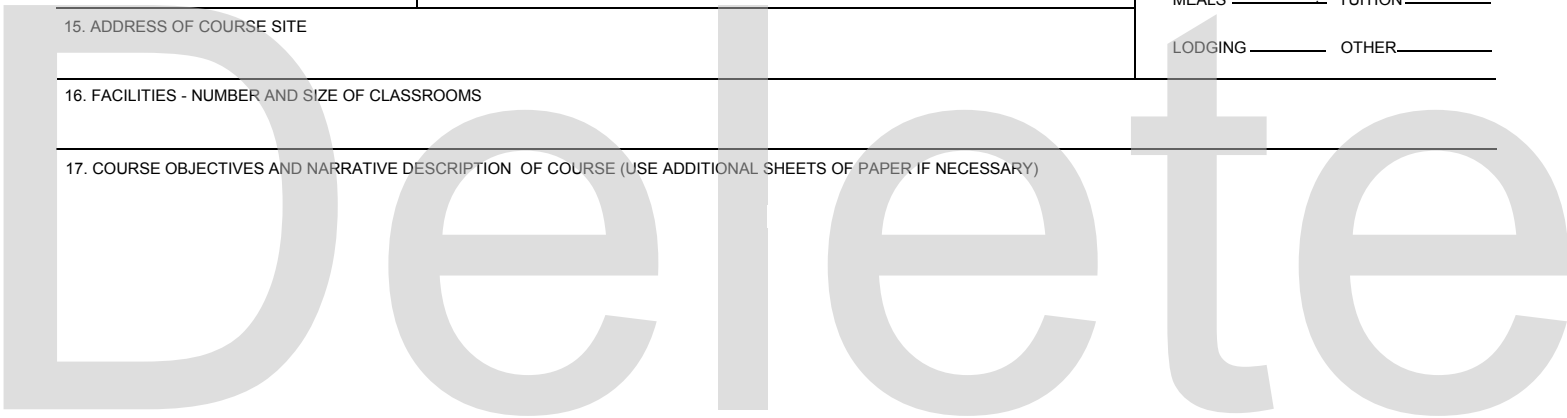 MEALS TUITION
15. ADDRESS OF COURSE SITE
LODGING OTHER
16. FACILITIES - NUMBER AND SIZE OF CLASSROOMS
17. COURSE OBJECTIVES AND NARRATIVE DESCRIPTION OF COURSE (USE ADDITIONAL SHEETS OF PAPER IF NECESSARY)
Delete